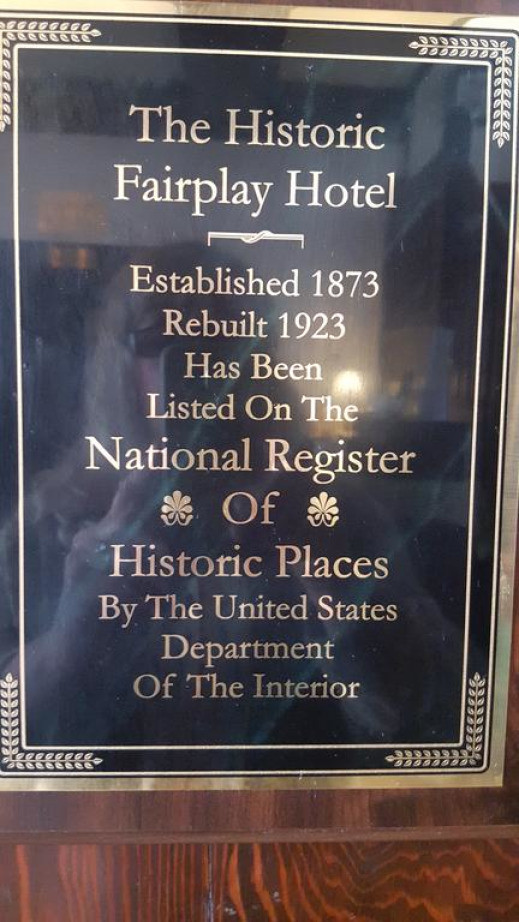 The Historic
Fairplay Hotel
Established 1873
Rebuilt 1923
Has Been
Listed On The
National Register
Of
Historic Places
By The United States
Department
Of The Interior